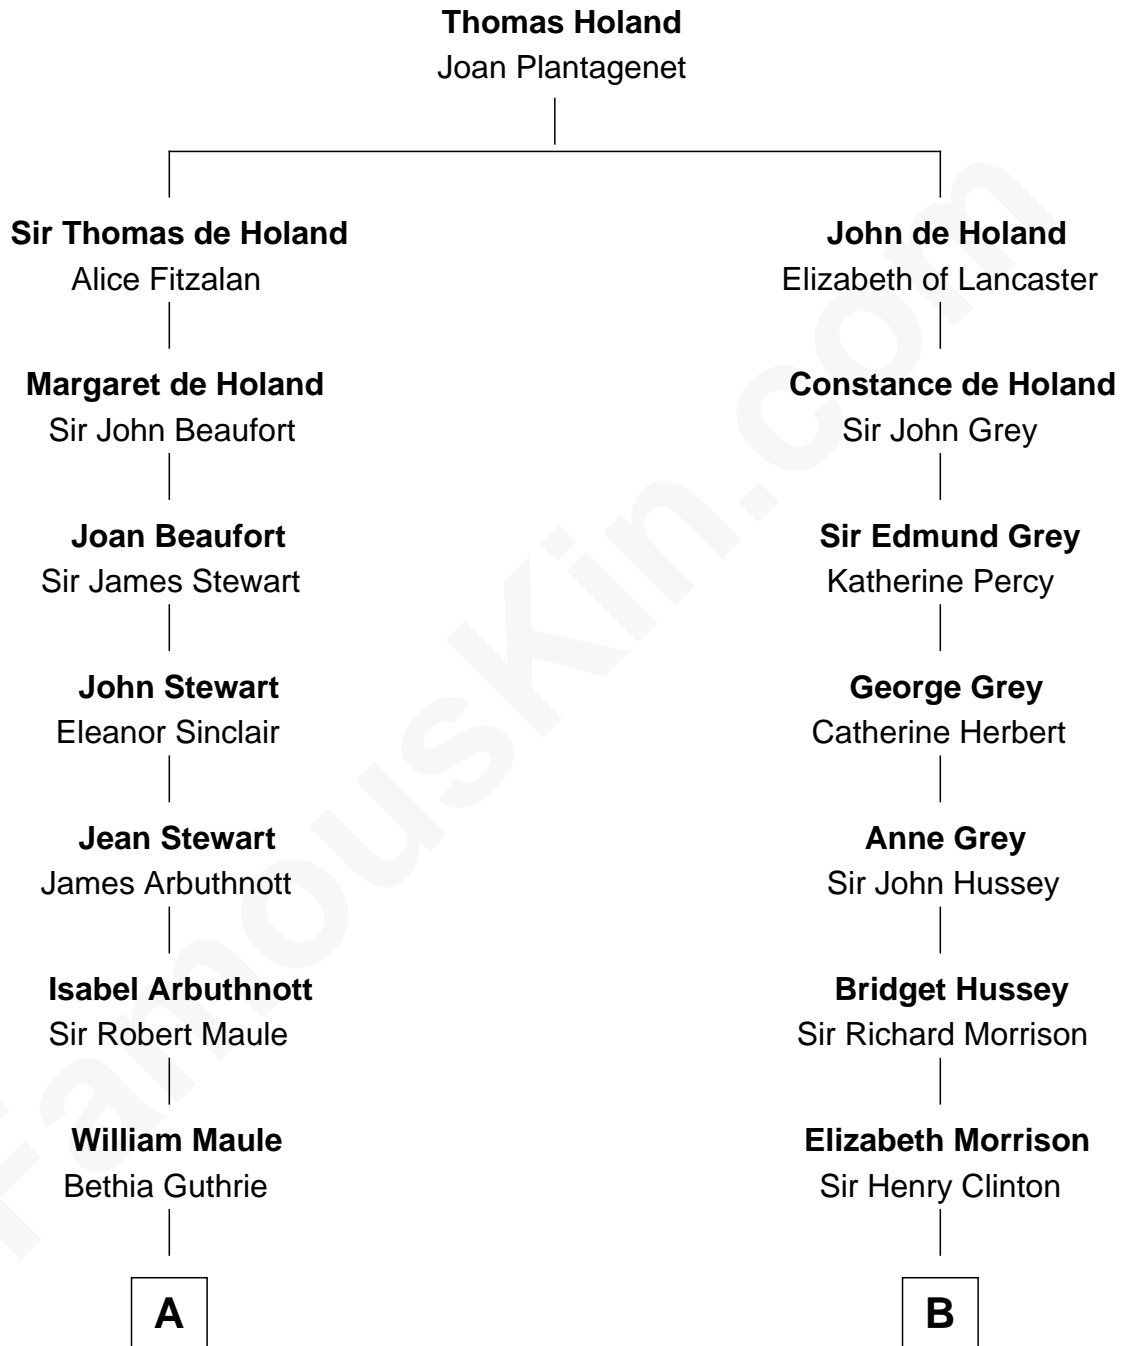 Thomas Holand
Joan Plantagenet
Sir Thomas de Holand
Alice Fitzalan
John de Holand
Elizabeth of Lancaster
Margaret de Holand
Sir John Beaufort
Constance de Holand
Sir John Grey
Joan Beaufort
Sir James Stewart
Sir Edmund Grey
Katherine Percy
John Stewart
Eleanor Sinclair
George Grey
Catherine Herbert
Jean Stewart
James Arbuthnott
Anne Grey
Sir John Hussey
Isabel Arbuthnott
Sir Robert Maule
Bridget Hussey
Sir Richard Morrison
William Maule
Bethia Guthrie
Elizabeth Morrison
Sir Henry Clinton
A
B
FamousKin.com